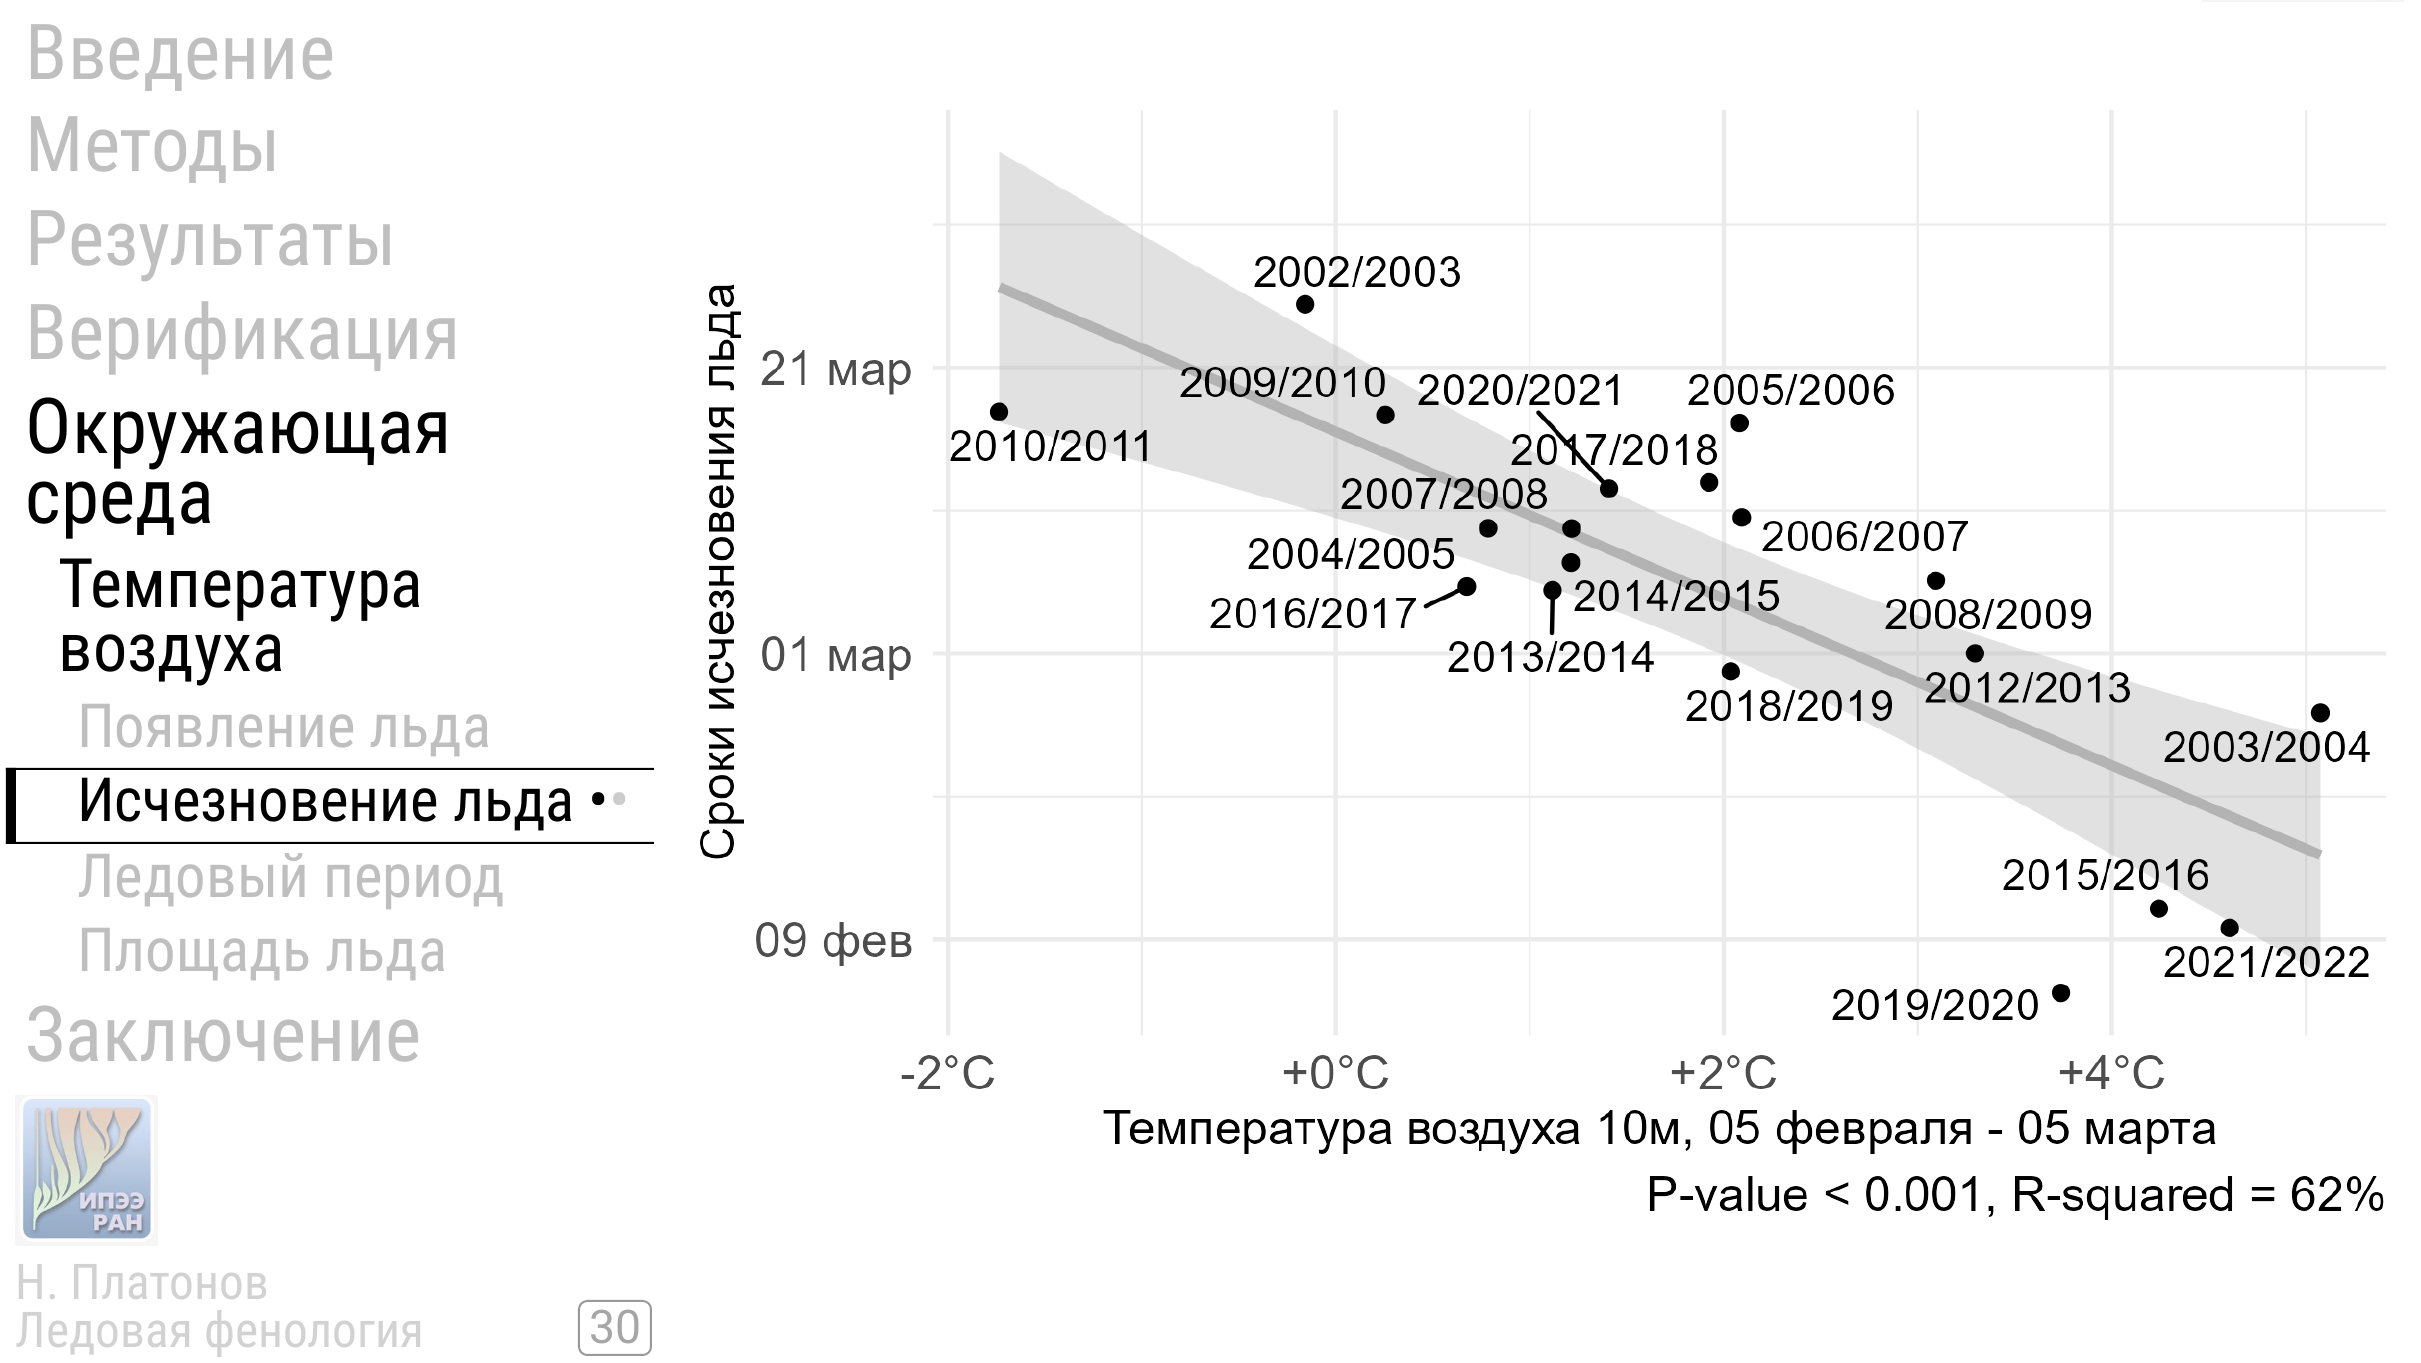 Введение
Методы
Результаты
Верификация
Окружающая
среда
Температура
воздуха
Появление льда
Исчезновение льда
Ледовый период
Площадь льда
Заключение
ИПЭЭ
РАН
Н. Платонов
Ледовая фенология
30
Сроки исчезновения льда
21 мар
01 мар
09 фев
2002/2003
2009/2010
2020/2021
2005/2006
2010/2011
2017/2018
2007/2008
2006/2007
2004/2005
2014/2015
2016/2017
2008/2009
2013/2014
2012/2013
2018/2019
2003/2004
2015/2016
2021/2022
2019/2020
-2°C
+0°C
+2°C
+4°C
Температура воздуха 10м, 05 февраля - 05 марта
P-value < 0.001, R-squared = 62%